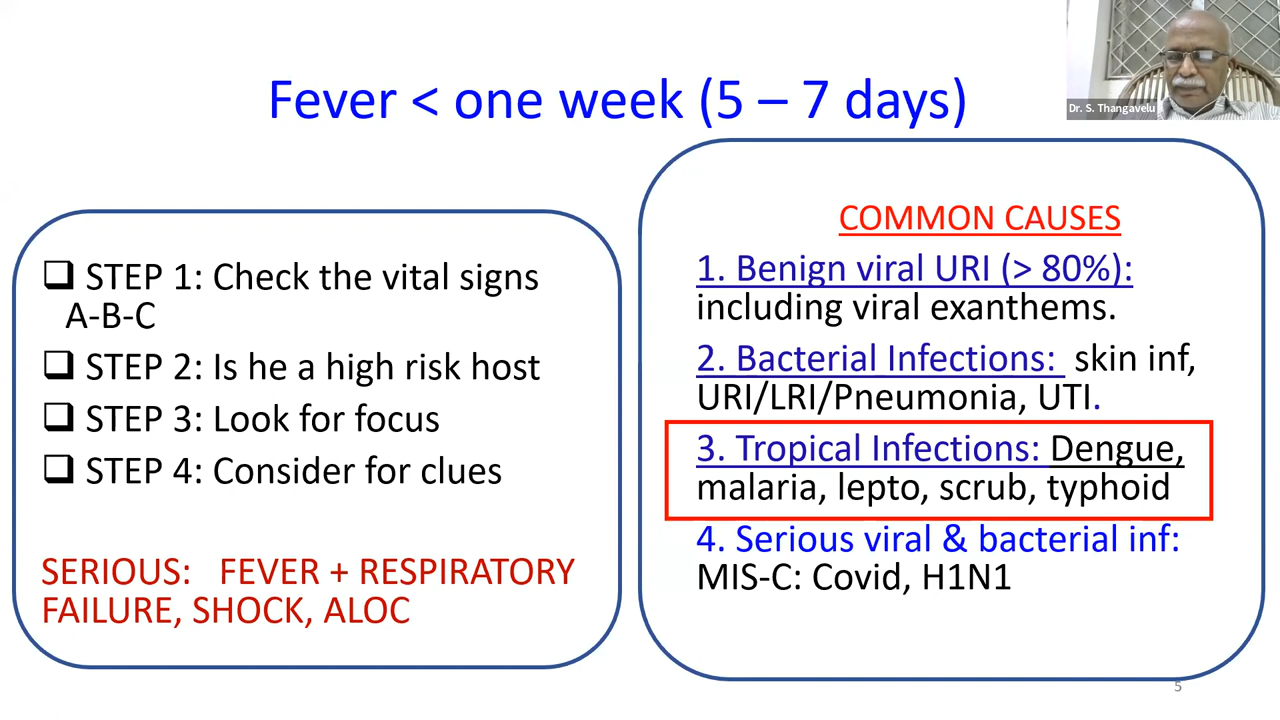 Dr. S. Thangavelu
Fever < one week (5 – 7 days)
❑ STEP 1: Check the vital signs
A-B-C
❑ STEP 2: Is he a high risk host
❑ STEP 3: Look for focus
❑ STEP 4: Consider for clues
SERIOUS: FEVER + RESPIRATORY
FAILURE, SHOCK, ALOC
COMMON CAUSES
1. Benign viral URI (> 80%):
including viral exanthems.
2. Bacterial Infections: skin inf,
URI/LRI/Pneumonia, UTI.
3. Tropical Infections: Dengue,
malaria, lepto, scrub, typhoid
4. Serious viral & bacterial inf:
MIS-C: Covid, H1N1
5